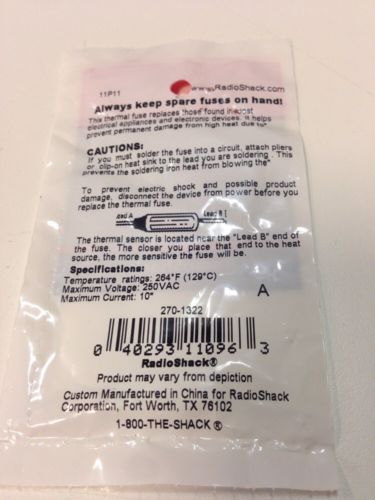 11P11
www.RadioShack.com
Always keep spare fuses on hand!
This thermal fuse replaces those found in most
electrical appliances and electronic devices. It helps
prevent permanent damage from high heat due to"
CAUTIONS:
If you must solder the fuse into a circuit, attach pliers
or clip-on heat sink to the lead you are soldering. This
prevents the soldering iron heat from blowing the"
To prevent electric shock and possible product
damage, disconnect the device from power before you
replace the thermal fuse.
Lead A
Lead B
The thermal sensor is located near the "Lead B" end
of the fuse. The closer you place that end to the heat
source, the more sensitive the fuse will be.
Specifications:
Temperature ratings: 264°F (129°C)
Maximum Voltage: 250VAC
Maximum Current: 10"
A
270-1322
0 40293 11096 3
RadioShack®
Product may vary from depiction
Custom Manufactured in China for RadioShack
Corporation, Fort Worth, TX 76102
1-800-THE-SHACK®